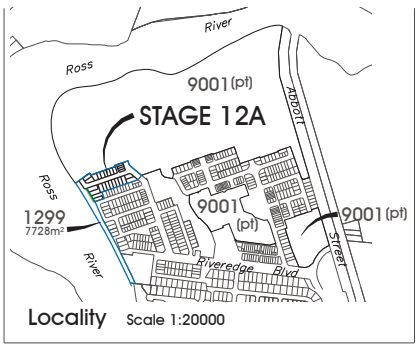 River
Ross
9001 (pt)
Abbott
STAGE 12A
Ross
1299
7728m²
9001
(pt)
9001 (pt)
River
Riveredge Blvd
Street
Locality Scale 1:20000